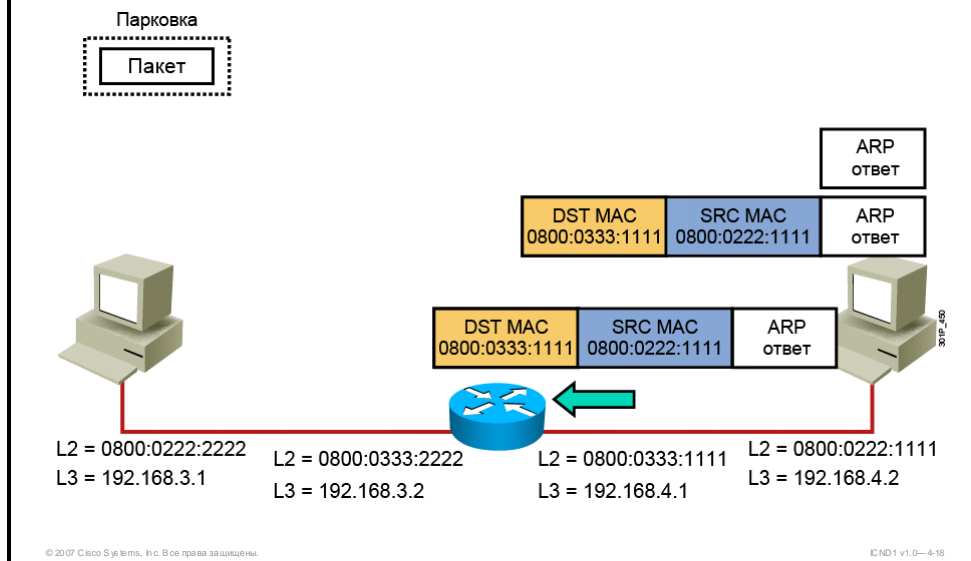 Парковка
Пакет
ARP
ответ
DST MAC
0800:0333:1111
SRC MAC
0800:0222:1111
ARP
ответ
DST MAC
0800:0333:1111
SRC MAC
0800:0222:1111
ARP
ответ
301P_450
L2 = 0800:0222:2222
L3 = 192.168.3.1
L2 = 0800:0333:2222
L3 = 192.168.3.2
L2 = 0800:0333:1111
L3 = 192.168.4.1
L2 = 0800:0222:1111
L3 = 192.168.4.2
© 2007 Cisco Systems, Inc. Все права защищены.
ICND1 v1.0—4-18